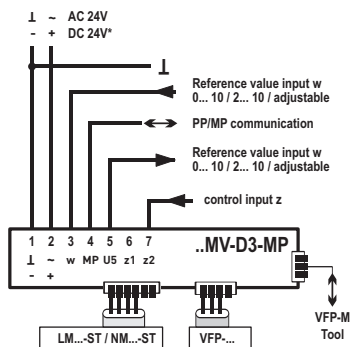 ⊥ ~ AC 24V
- + DC 24V*
⊥
Reference value input w
0... 10 / 2... 10 / adjustable
PP/MP communication
Reference value input w
0... 10 / 2... 10 / adjustable
control input z
1 2 3 4 5 6 7
..MV-D3-MP
⊥ ~ w MP U5 z1 z2
- +
VFP-M
Tool
LM...-ST / NM...-ST
VFP-...